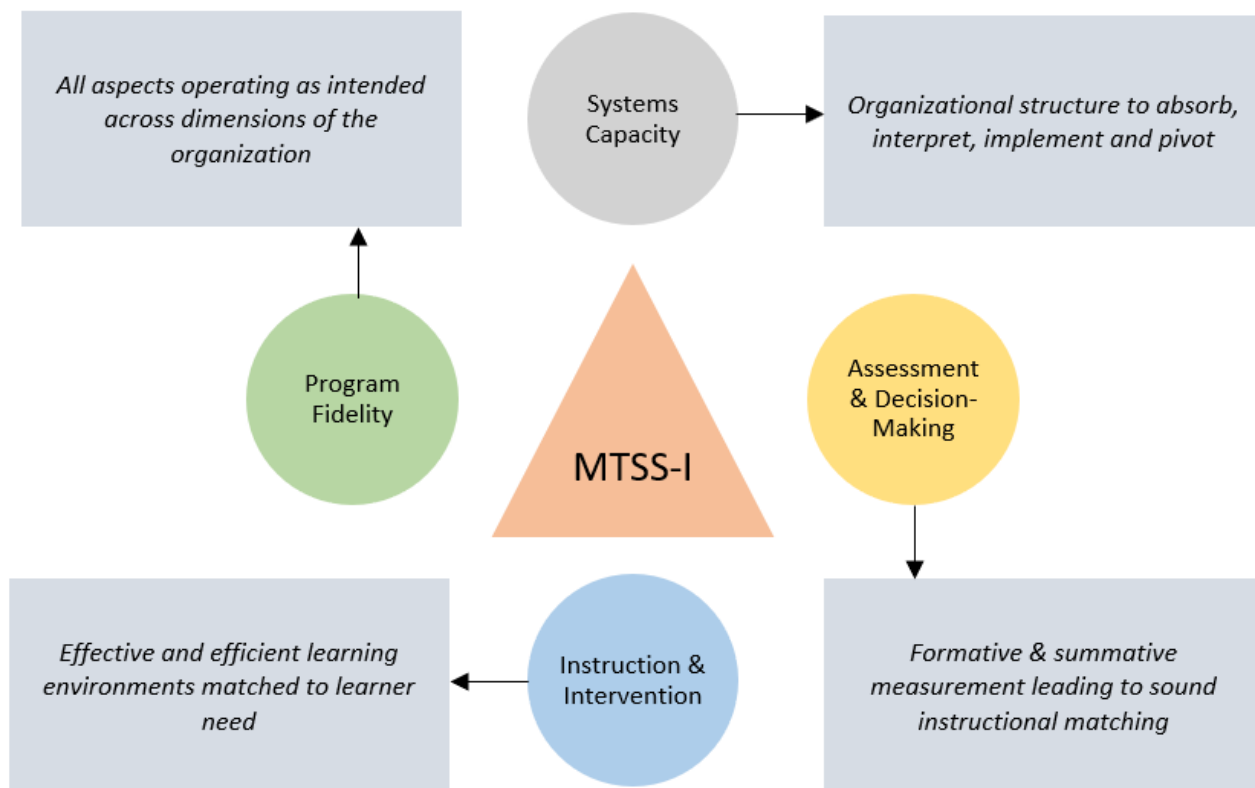 All aspects operating as intended
across dimensions of the
organization
Systems
Capacity
Organizational structure to absorb,
interpret, implement and pivot
Program
Fidelity
MTSS-I
Assessment
& Decision-
Making
Effective and efficient learning
environments matched to learner
need
Instruction &
Intervention
Formative & summative
measurement leading to sound
instructional matching